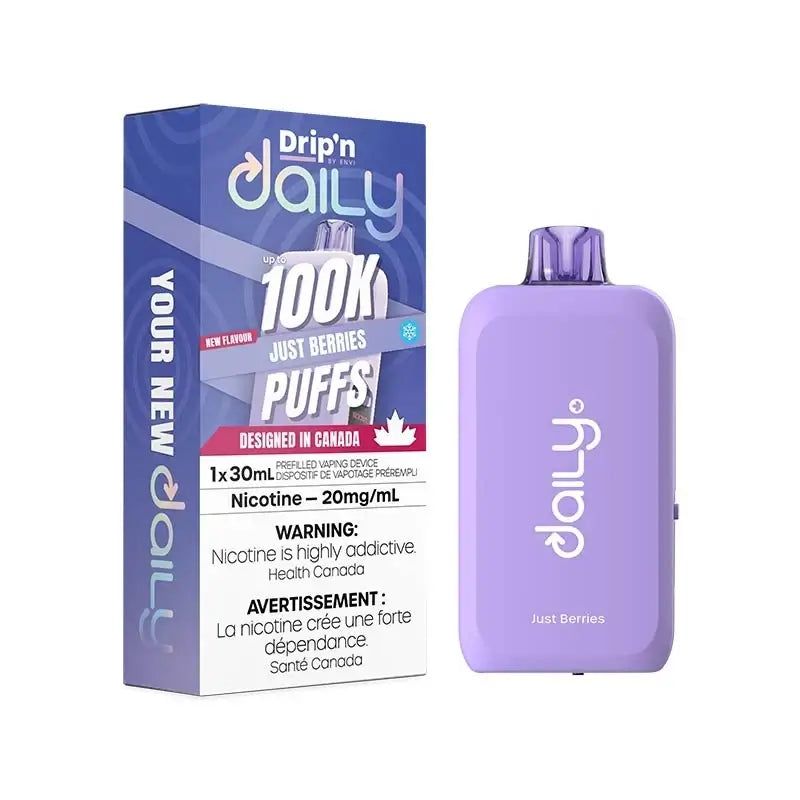 Drip'n
BY ENVI
daily
up to
100K
NEW FLAVOUR
JUST BERRIES
PUFFS
DESIGNED IN CANADA
1 x 30mL PREFILLED VAPING DEVICE
DISPOSITIF DE VAPOTAGE PRÉREMPLI
Nicotine – 20mg/mL
WARNING:
Nicotine is highly addictive.
Health Canada
AVERTISSEMENT :
La nicotine crée une forte
dépendance.
Santé Canada
YOUR NEW daily
daily
Just Berries